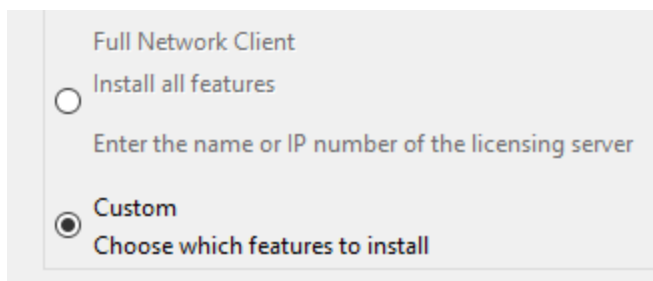 Full Network Client
Install all features
Enter the name or IP number of the licensing server
Custom
Choose which features to install